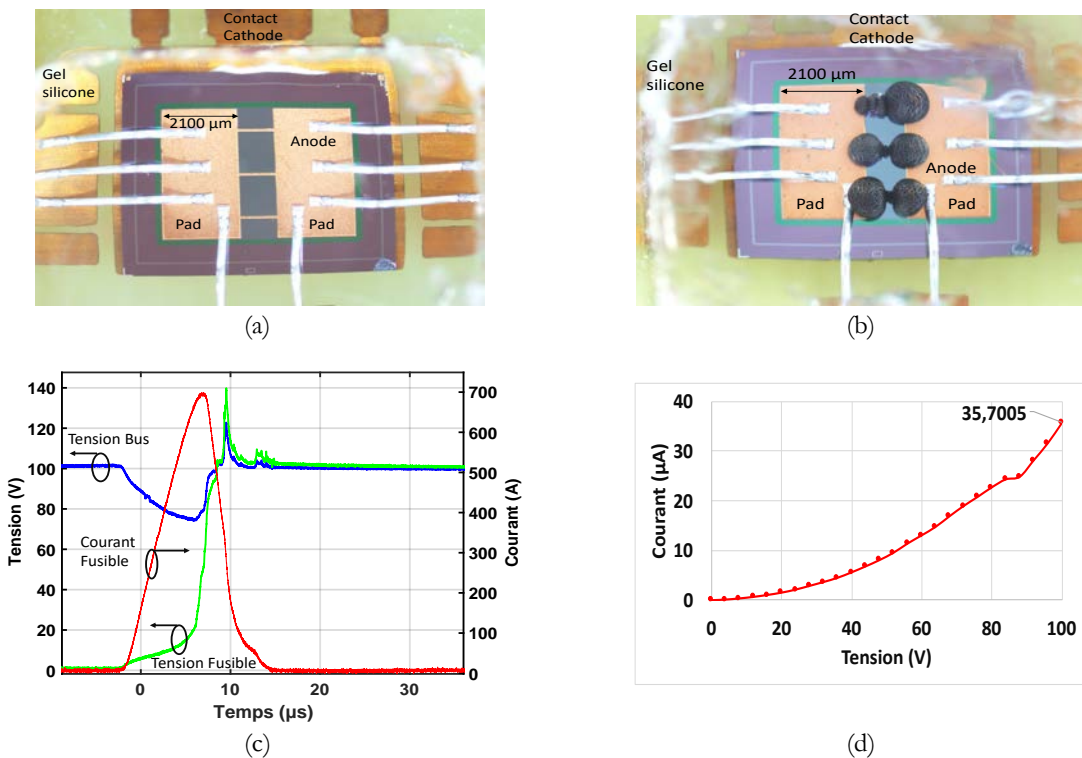 Contact
Cathode
Gel
silicone
2100 µm
Anode
Pad
Pad
(a)
Contact
Cathode
Gel
silicone
2100 µm
Anode
Pad
Pad
(b)
140
120
100
80
60
40
20
0
Tension (V)
700
600
500
400
300
200
100
0
Courant (A)
Tension Bus
Courant
Fusible
Tension Fusible
0
10
20
30
Temps (µs)
(c)
40
30
20
10
0
Courant (µA)
35,7005
0
20
40
60
80
100
Tension (V)
(d)